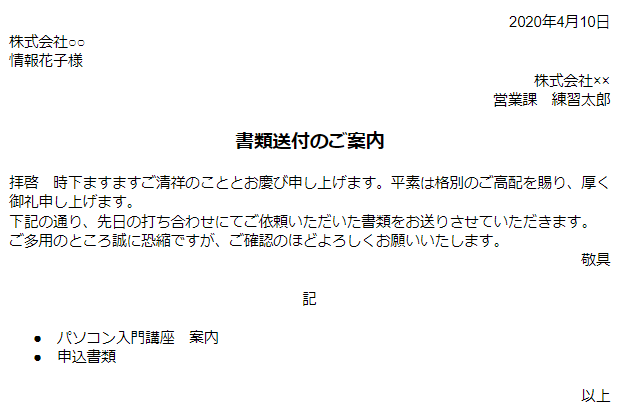 2020年4月10日
株式会社○○
情報花子様
株式会社××
営業課　練習太郎
書類送付のご案内
拝啓　時下ますますご清祥のこととお慶び申し上げます。平素は格別のご高配を賜り、厚く
御礼申し上げます。
下記の通り、先日の打ち合わせにてご依頼いただいた書類をお送りさせていただきます。
ご多用のところ誠に恐縮ですが、ご確認のほどよろしくお願いいたします。
敬具
記
● パソコン入門講座　案内
● 申込書類
以上